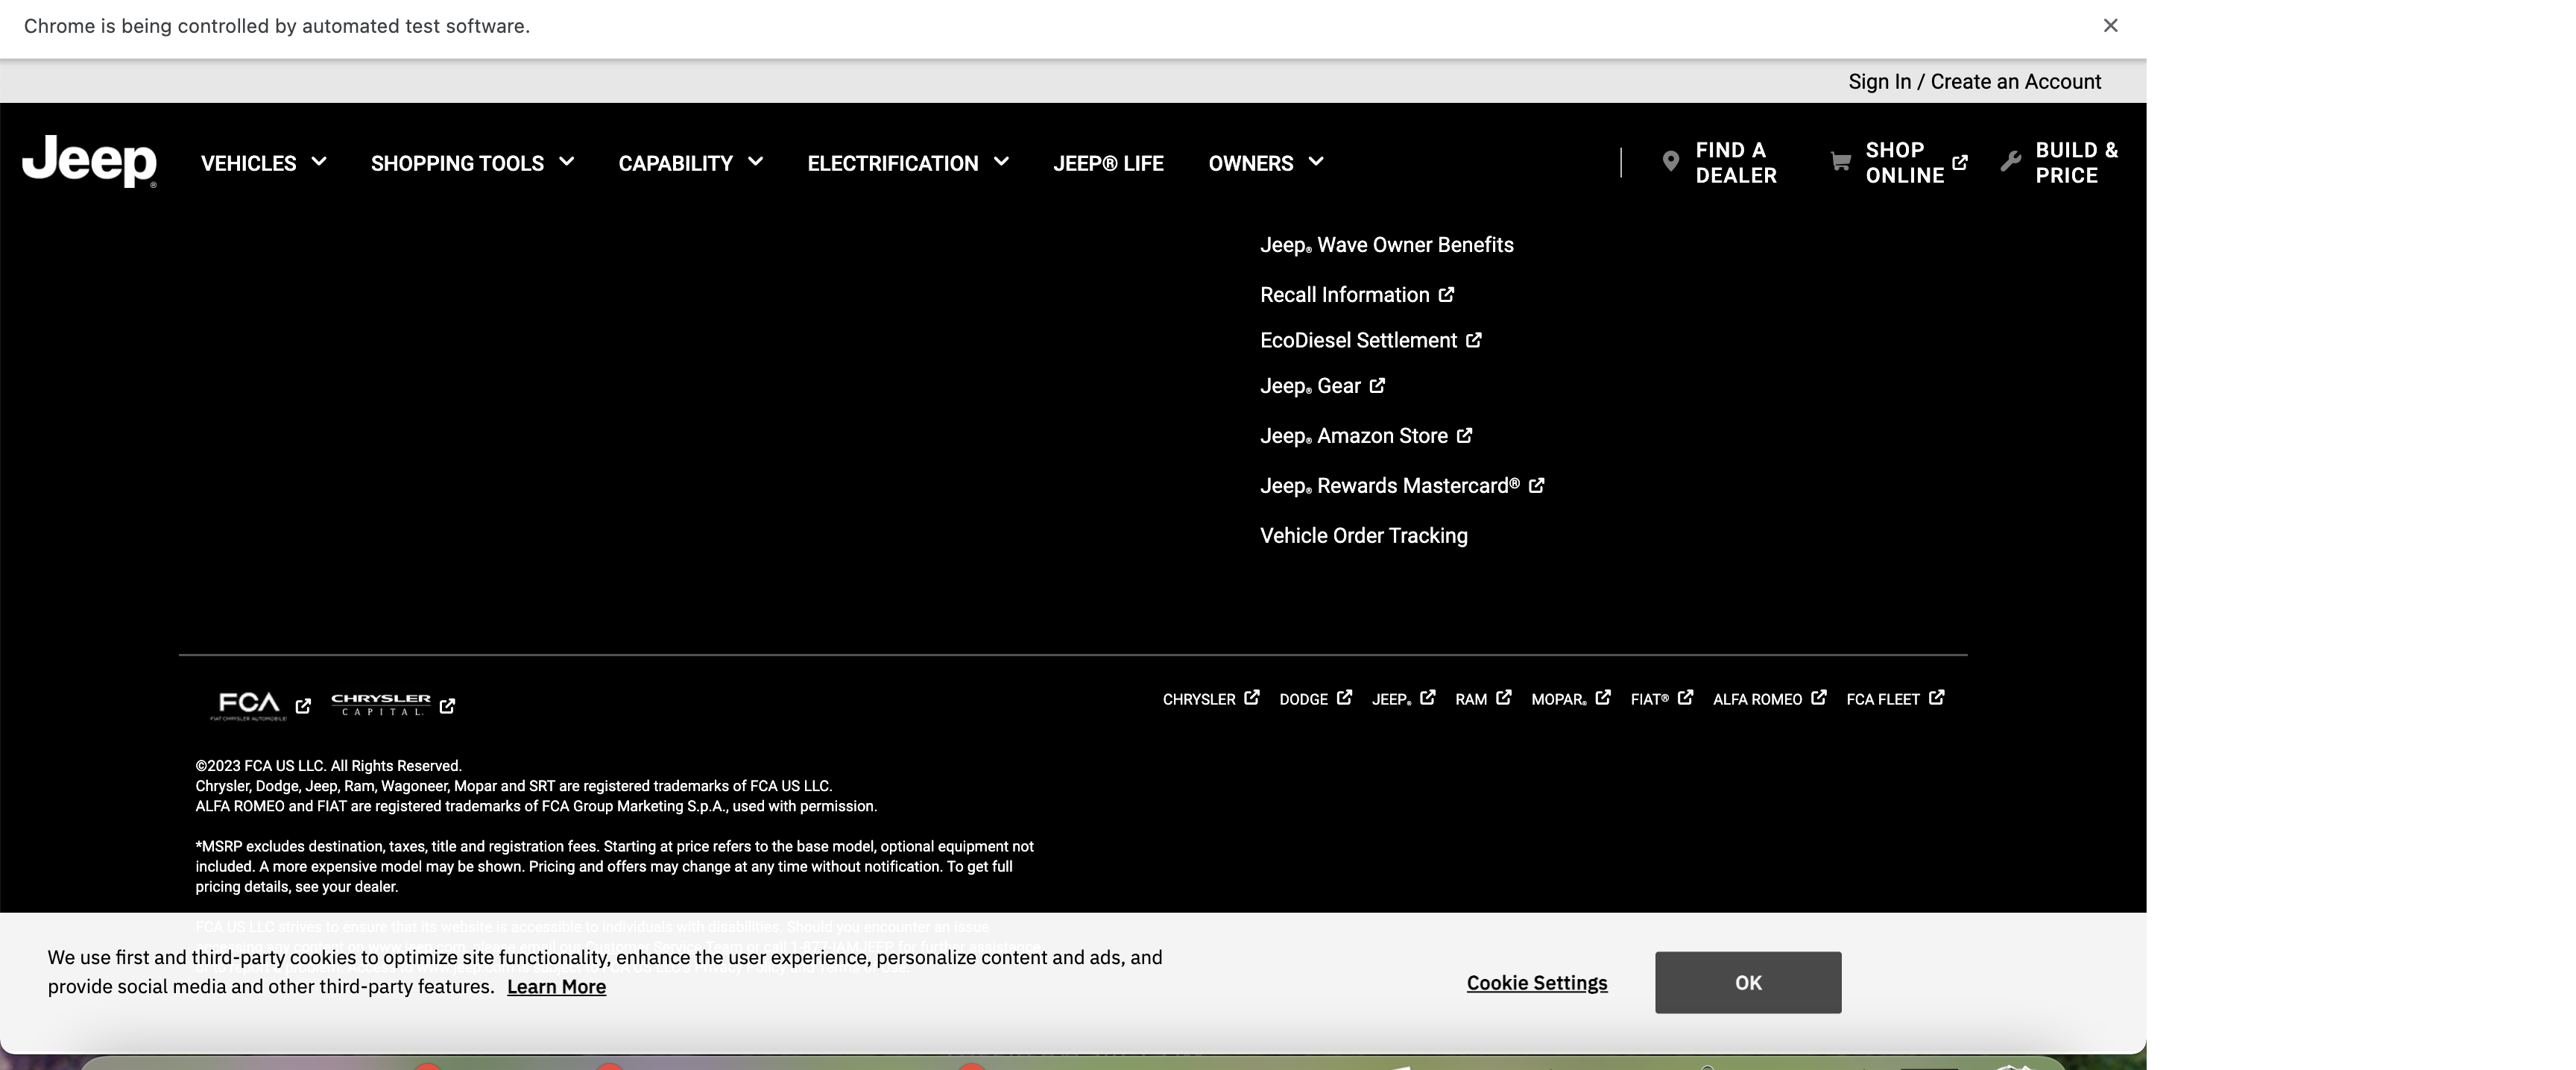 Chrome is being controlled by automated test software.
Sign In / Create an Account
Jeep®
VEHICLES
SHOPPING TOOLS
CAPABILITY
ELECTRIFICATION
JEEP® LIFE
OWNERS
FIND A
DEALER
SHOP
ONLINE
BUILD &
PRICE
Jeep® Wave Owner Benefits
Recall Information
EcoDiesel Settlement
Jeep® Gear
Jeep® Amazon Store
Jeep® Rewards Mastercard®
Vehicle Order Tracking
FCA
FIAT CHRYSLER AUTOMOBILES
CHRYSLER
CAPITAL
CHRYSLER DODGE JEEP® RAM MOPAR® FIAT® ALFA ROMEO FCA FLEET
©2023 FCA US LLC. All Rights Reserved.
Chrysler, Dodge, Jeep, Ram, Wagoneer, Mopar and SRT are registered trademarks of FCA US LLC.
ALFA ROMEO and FIAT are registered trademarks of FCA Group Marketing S.p.A., used with permission.
*MSRP excludes destination, taxes, title and registration fees. Starting at price refers to the base model, optional equipment not
included. A more expensive model may be shown. Pricing and offers may change at any time without notification. To get full
pricing details, see your dealer.
FCA US LLC strives to ensure that its website is accessible to individuals with disabilities. Should you encounter an issue
We use first and third-party cookies to optimize site functionality, enhance the user experience, personalize content and ads, and
provide social media and other third-party features. Learn More
Cookie Settings
OK